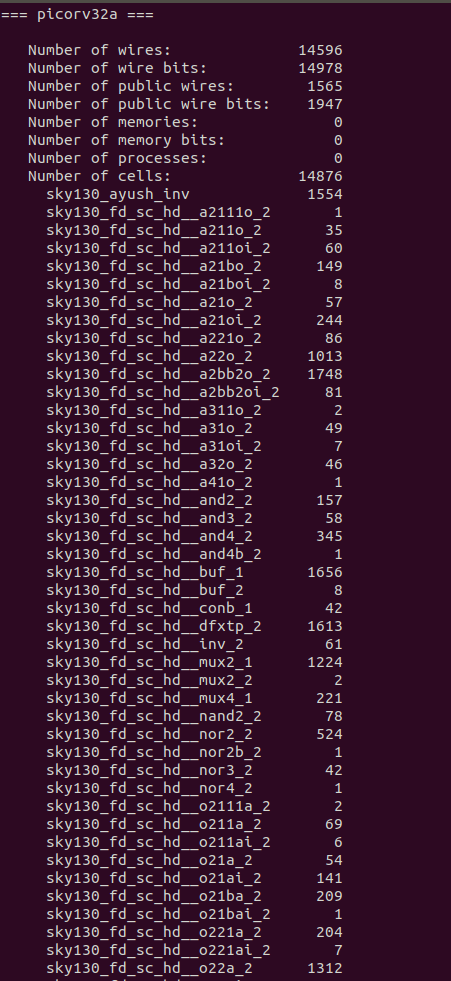 === picorv32a ===
Number of wires: 14596
Number of wire bits: 14978
Number of public wires: 1565
Number of public wire bits: 1947
Number of memories: 0
Number of memory bits: 0
Number of processes: 0
Number of cells: 14876
sky130_ayush_inv 1554
sky130_fd_sc_hd__a2111o_2 1
sky130_fd_sc_hd__a211o_2 35
sky130_fd_sc_hd__a211oi_2 60
sky130_fd_sc_hd__a21bo_2 149
sky130_fd_sc_hd__a21boi_2 8
sky130_fd_sc_hd__a21o_2 57
sky130_fd_sc_hd__a21oi_2 244
sky130_fd_sc_hd__a221o_2 86
sky130_fd_sc_hd__a22o_2 1013
sky130_fd_sc_hd__a2bb2o_2 1748
sky130_fd_sc_hd__a2bb2oi_2 81
sky130_fd_sc_hd__a311o_2 2
sky130_fd_sc_hd__a31o_2 49
sky130_fd_sc_hd__a31oi_2 7
sky130_fd_sc_hd__a32o_2 46
sky130_fd_sc_hd__a41o_2 1
sky130_fd_sc_hd__and2_2 157
sky130_fd_sc_hd__and3_2 58
sky130_fd_sc_hd__and4_2 345
sky130_fd_sc_hd__and4b_2 1
sky130_fd_sc_hd__buf_1 1656
sky130_fd_sc_hd__buf_2 8
sky130_fd_sc_hd__conb_1 42
sky130_fd_sc_hd__dfxtp_2 1613
sky130_fd_sc_hd__inv_2 61
sky130_fd_sc_hd__mux2_1 1224
sky130_fd_sc_hd__mux2_2 2
sky130_fd_sc_hd__mux4_1 221
sky130_fd_sc_hd__nand2_2 78
sky130_fd_sc_hd__nor2_2 524
sky130_fd_sc_hd__nor2b_2 1
sky130_fd_sc_hd__nor3_2 42
sky130_fd_sc_hd__nor4_2 1
sky130_fd_sc_hd__o2111a_2 2
sky130_fd_sc_hd__o211a_2 69
sky130_fd_sc_hd__o211ai_2 6
sky130_fd_sc_hd__o21a_2 54
sky130_fd_sc_hd__o21ai_2 141
sky130_fd_sc_hd__o21ba_2 209
sky130_fd_sc_hd__o21bai_2 1
sky130_fd_sc_hd__o221a_2 204
sky130_fd_sc_hd__o221ai_2 7
sky130_fd_sc_hd__o22a_2 1312